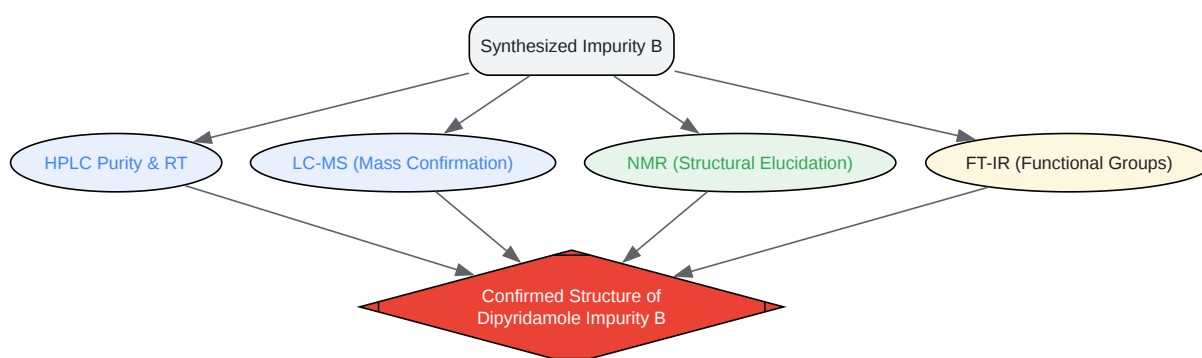 Synthesized Impurity B
HPLC Purity & RT
LC-MS (Mass Confirmation)
NMR (Structural Elucidation)
FT-IR (Functional Groups)
Confirmed Structure of
Dipyridamole Impurity B